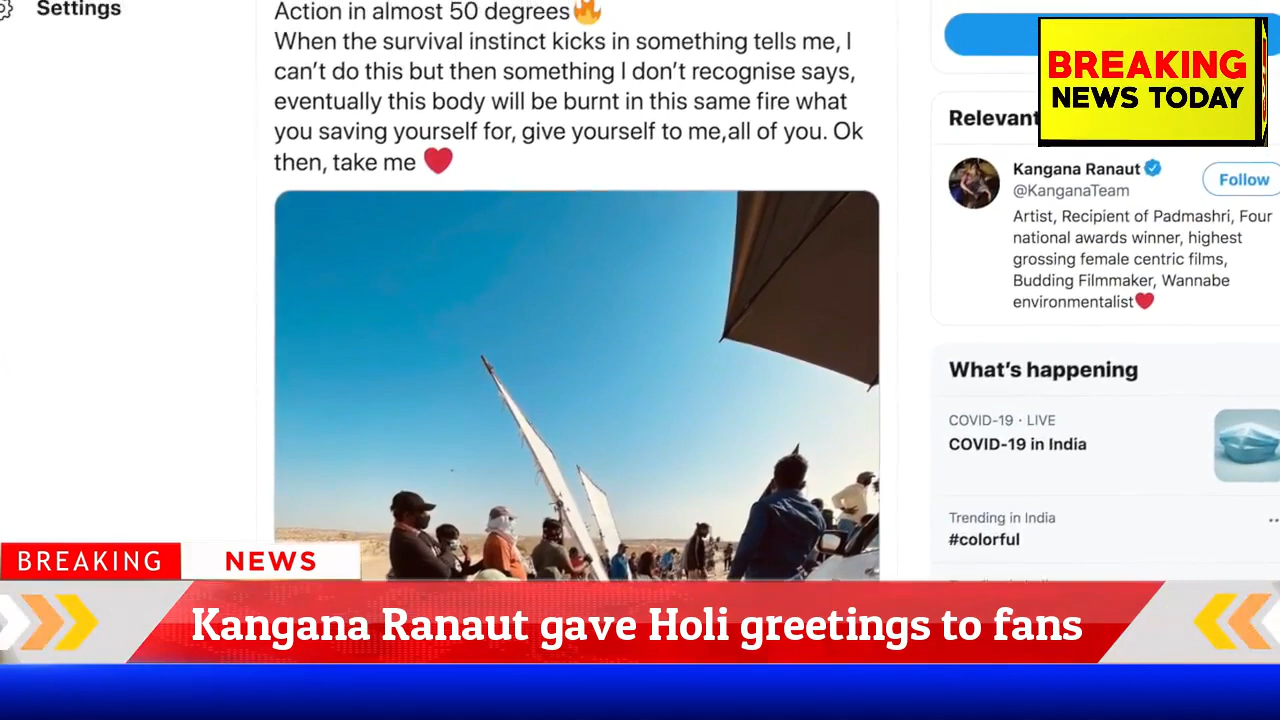 Settings
Action in almost 50 degrees🔥
When the survival instinct kicks in something tells me, I
can't do this but then something I don't recognise says,
eventually this body will be burnt in this same fire what
you saving yourself for, give yourself to me,all of you. Ok
then, take me ❤️
BREAKING
NEWS TODAY
Relevant
Kangana Ranaut
@KanganaTeam
Follow
Artist, Recipient of Padmashri, Four
national awards winner, highest
grossing female centric films,
Budding Filmmaker, Wannabe
environmentalist❤️
What's happening
COVID-19 · LIVE
COVID-19 in India
Trending in India
#colorful
BREAKING NEWS
Kangana Ranaut gave Holi greetings to fans